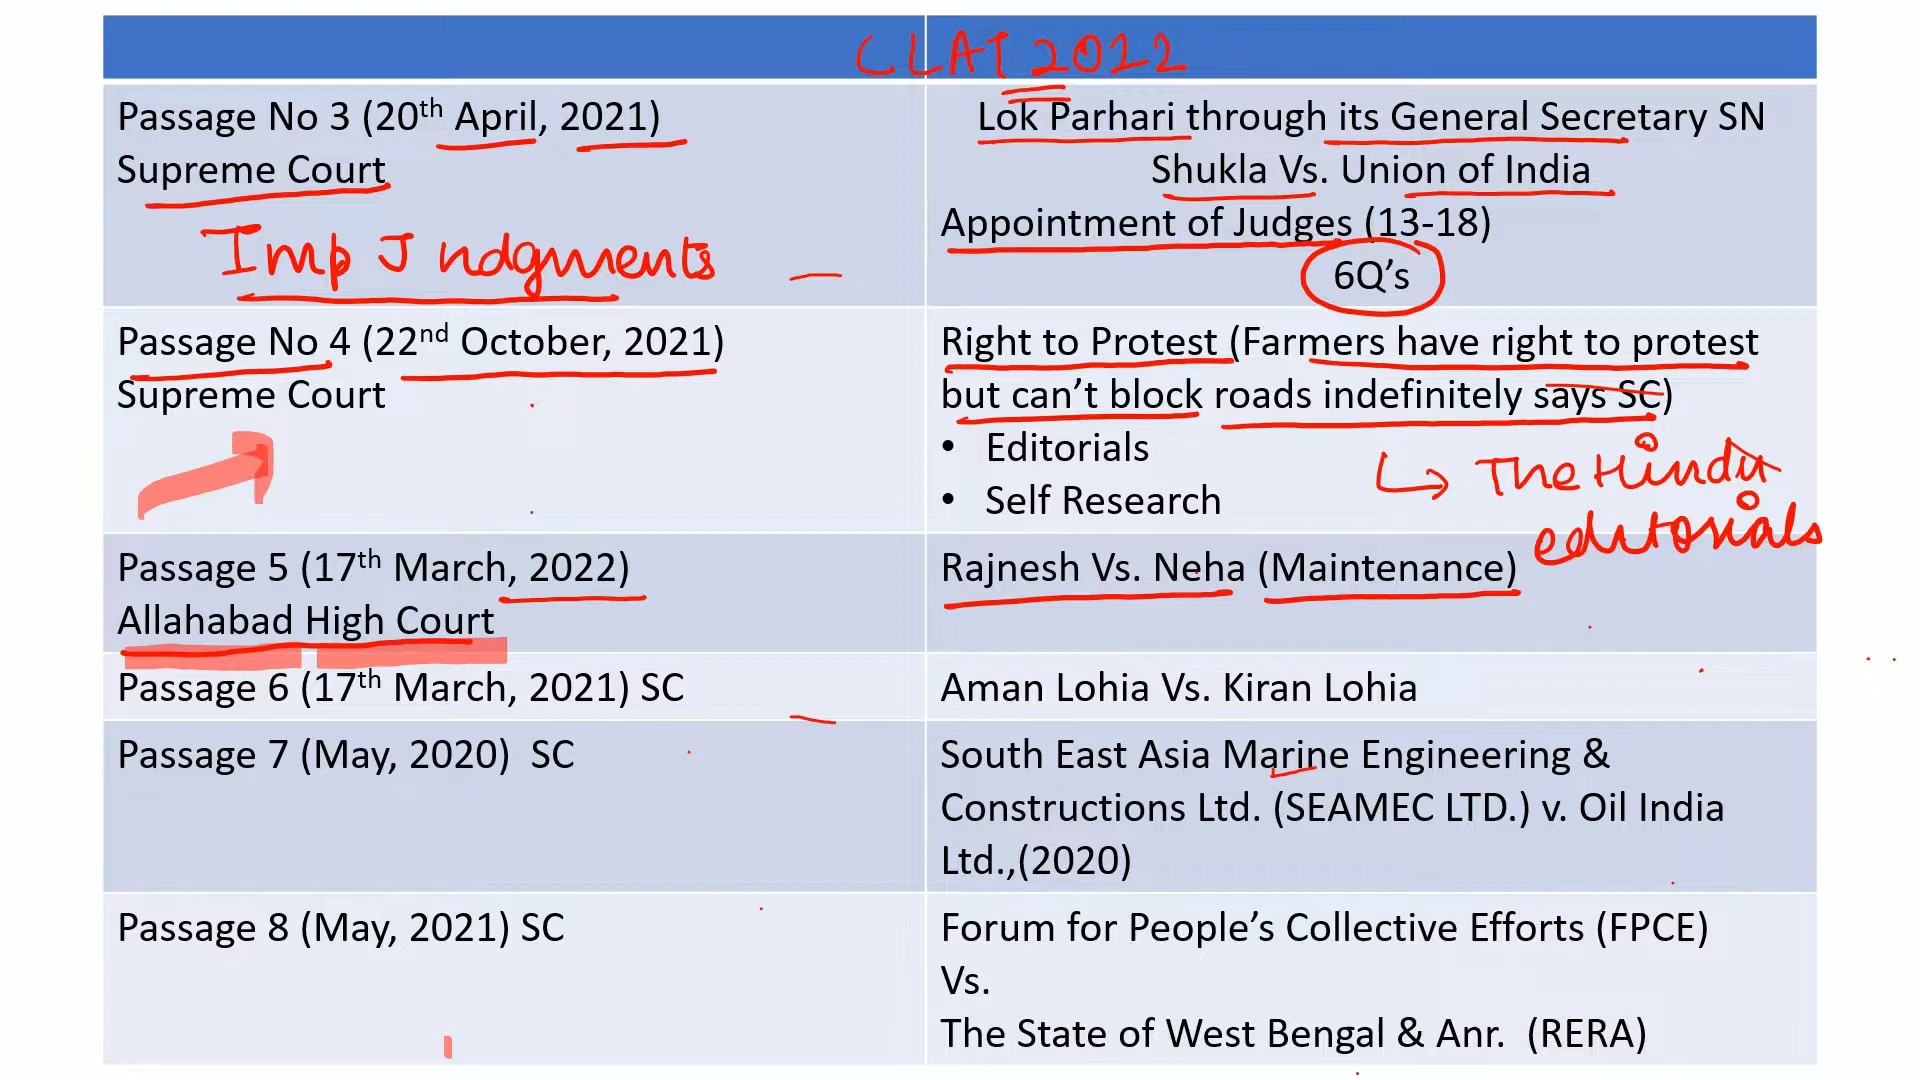 CLAT 2022
Passage No 3 (20th April, 2021)
Supreme Court
Imp Judgments
Lok Parhari through its General Secretary SN
Shukla Vs. Union of India
Appointment of Judges (13-18)
6Q's
Passage No 4 (22nd October, 2021)
Supreme Court
Right to Protest (Farmers have right to protest
but can't block roads indefinitely says SC)
• Editorials
• Self Research
The Hindu
editorials
Passage 5 (17th March, 2022)
Allahabad High Court
Rajnesh Vs. Neha (Maintenance)
Passage 6 (17th March, 2021) SC
Aman Lohia Vs. Kiran Lohia
Passage 7 (May, 2020) SC
South East Asia Marine Engineering &
Constructions Ltd. (SEAMEC LTD.) v. Oil India
Ltd.,(2020)
Passage 8 (May, 2021) SC
Forum for People's Collective Efforts (FPCE)
Vs.
The State of West Bengal & Anr. (RERA)